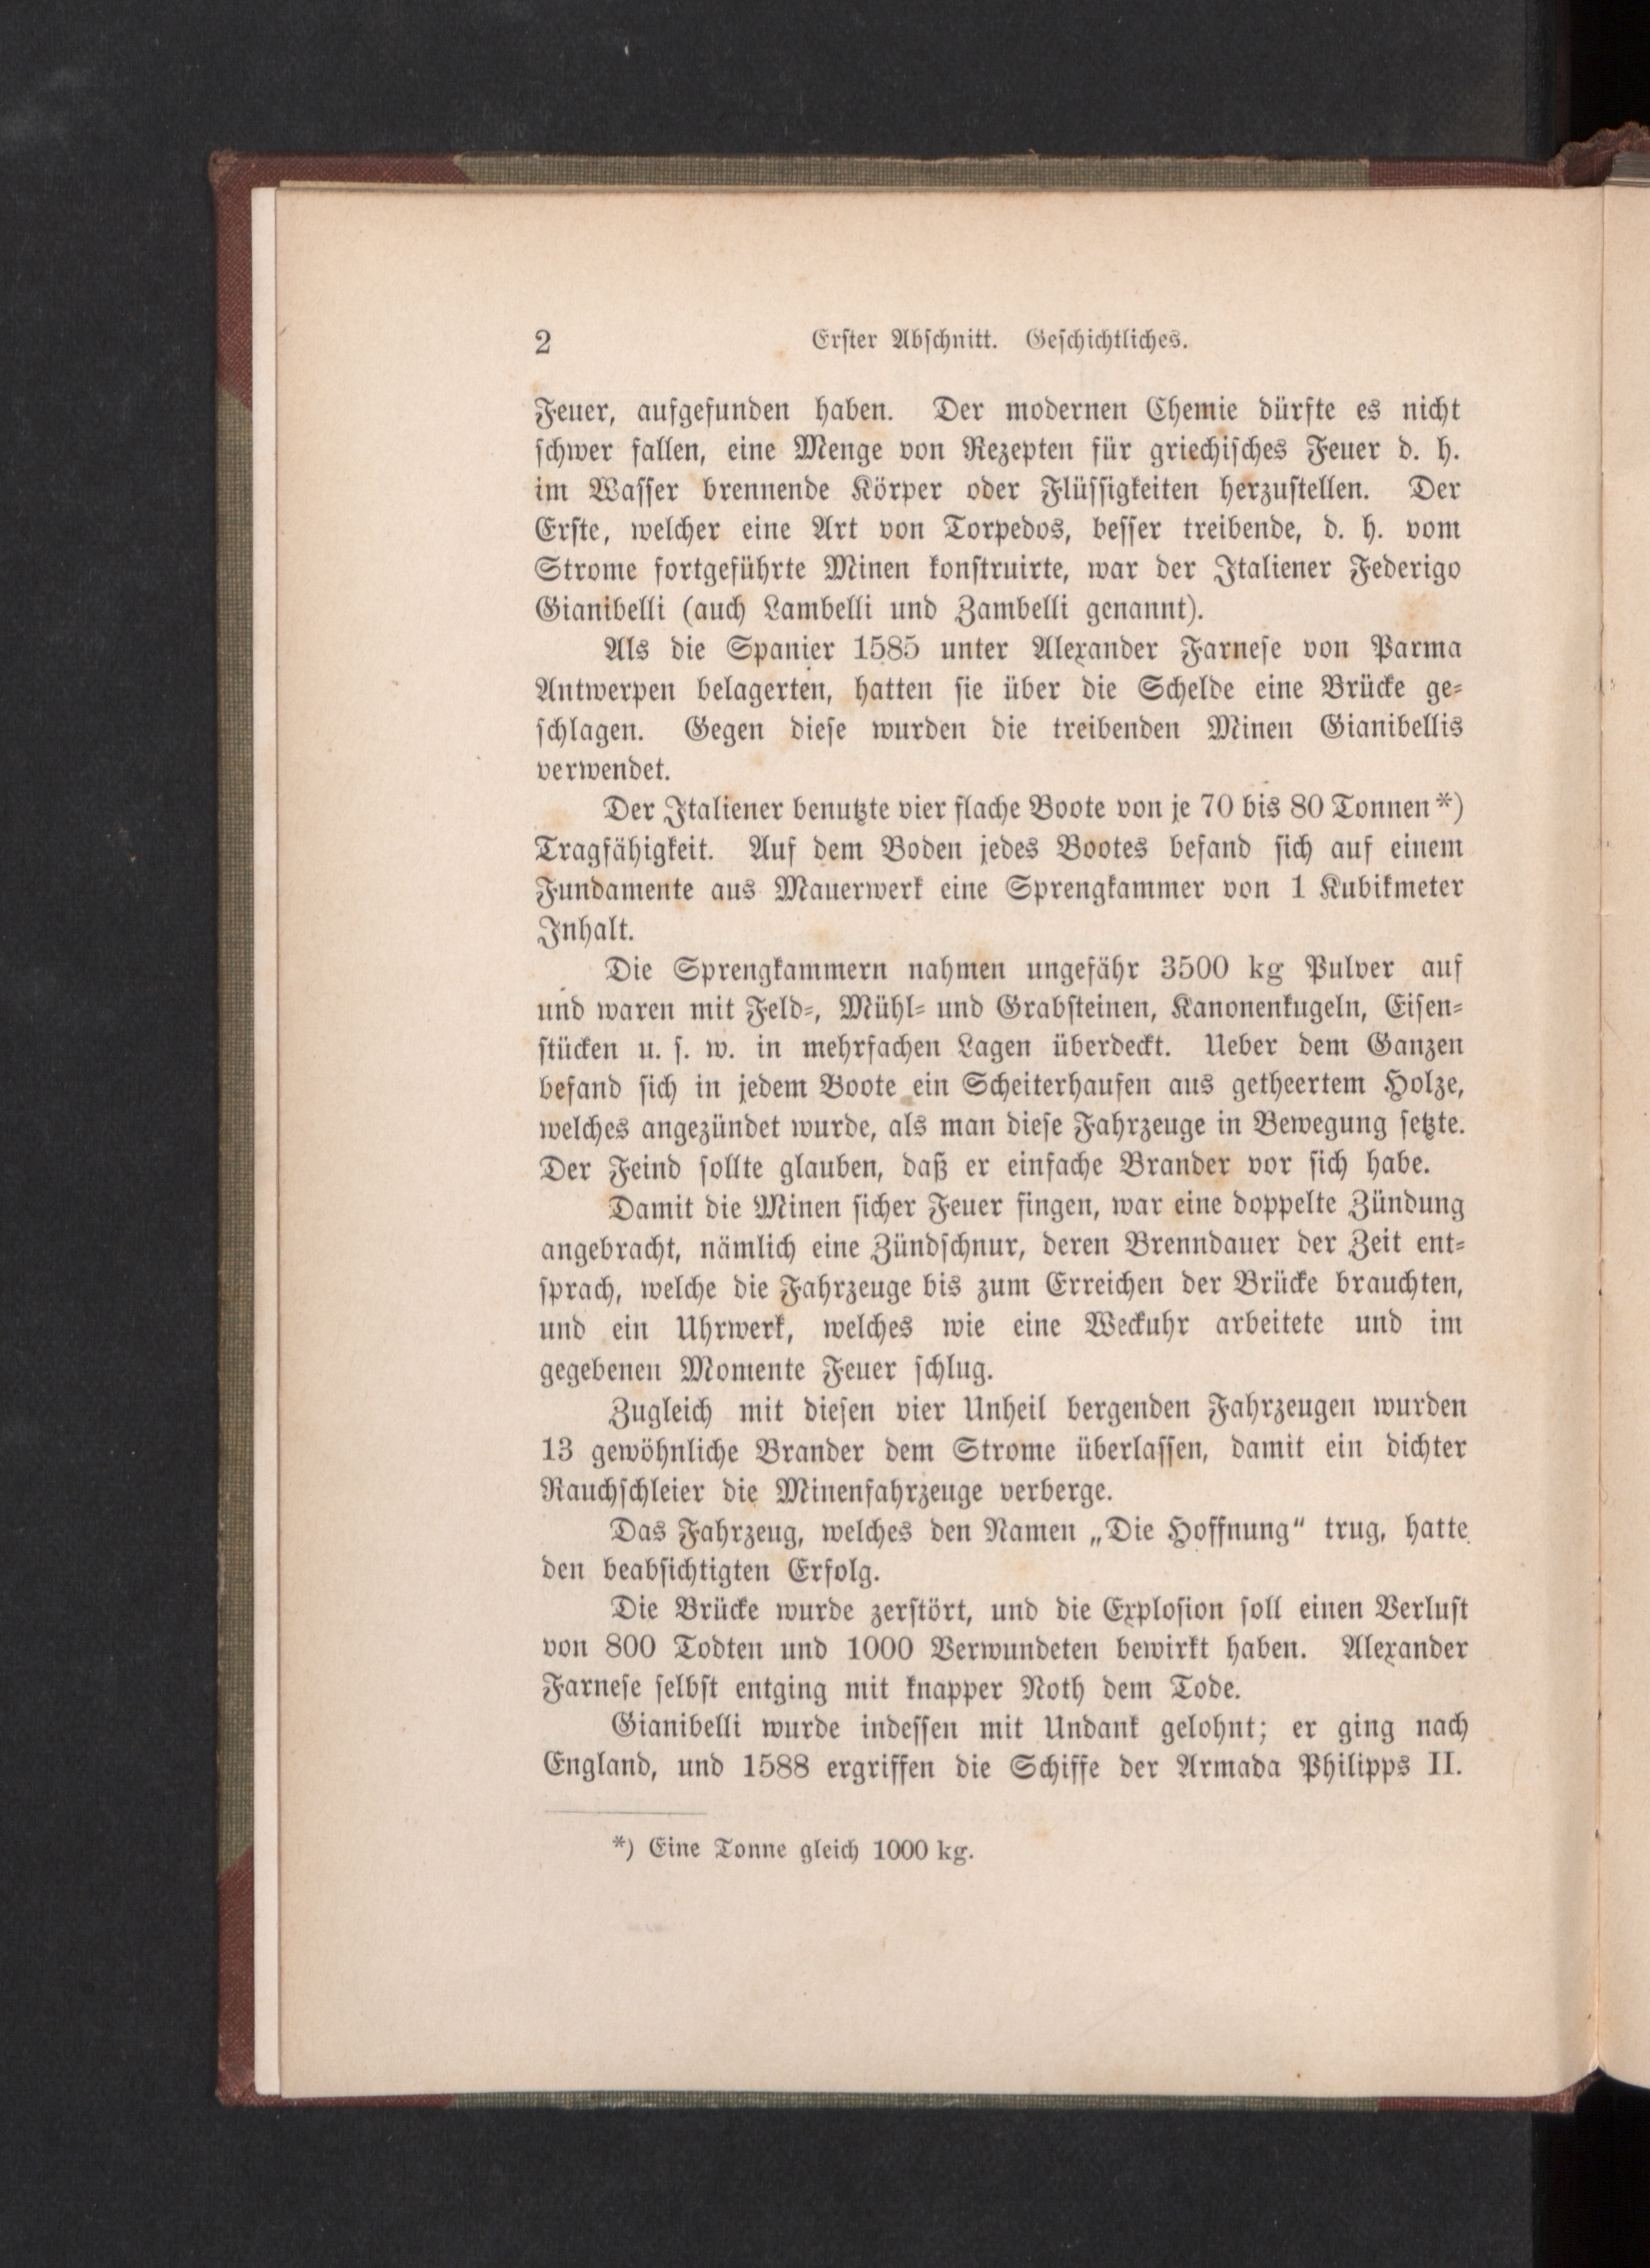 2 Erster Abschnitt. Geschichtliches.
Feuer, aufgefunden haben. Der modernen Chemie dürfte es nicht
schwer fallen, eine Menge von Rezepten für griechisches Feuer d. h.
im Wasser brennende Körper oder Flüssigkeiten herzustellen. Der
Erste, welcher eine Art von Torpedos, besser treibende, d. h. vom
Strome fortgeführte Minen konstruirte, war der Italiener Federigo
Gianibelli (auch Lambelli und Zambelli genannt).
Als die Spanier 1585 unter Alexander Farnese von Parma
Antwerpen belagerten, hatten sie über die Schelde eine Brücke ge-
schlagen. Gegen diese wurden die treibenden Minen Gianibellis
verwendet.
Der Italiener benutzte vier flache Boote von je 70 bis 80 Tonnen*)
Tragfähigkeit. Auf dem Boden jedes Bootes befand sich auf einem
Fundamente aus Mauerwerk eine Sprengkammer von 1 Kubikmeter
Inhalt.
Die Sprengkammern nahmen ungefähr 3500 kg Pulver auf
und waren mit Feld-, Mühl- und Grabsteinen, Kanonenkugeln, Eisen-
stücken u. s. w. in mehrfachen Lagen überdeckt. Ueber dem Ganzen
befand sich in jedem Boote ein Scheiterhaufen aus getheertem Holze,
welches angezündet wurde, als man diese Fahrzeuge in Bewegung setzte.
Der Feind sollte glauben, daß er einfache Brander vor sich habe.
Damit die Minen sicher Feuer fingen, war eine doppelte Zündung
angebracht, nämlich eine Zündschnur, deren Brenndauer der Zeit ent-
sprach, welche die Fahrzeuge bis zum Erreichen der Brücke brauchten,
und ein Uhrwerk, welches wie eine Weckuhr arbeitete und im
gegebenen Momente Feuer schlug.
Zugleich mit diesen vier Unheil bergenden Fahrzeugen wurden
13 gewöhnliche Brander dem Strome überlassen, damit ein dichter
Rauchschleier die Minenfahrzeuge verberge.
Das Fahrzeug, welches den Namen „Die Hoffnung“ trug, hatte
den beabsichtigten Erfolg.
Die Brücke wurde zerstört, und die Explosion soll einen Verlust
von 800 Todten und 1000 Verwundeten bewirkt haben. Alexander
Farnese selbst entging mit knapper Noth dem Tode.
Gianibelli wurde indessen mit Undank gelohnt; er ging nach
England, und 1588 ergriffen die Schiffe der Armada Philipps II.
*) Eine Tonne gleich 1000 kg.